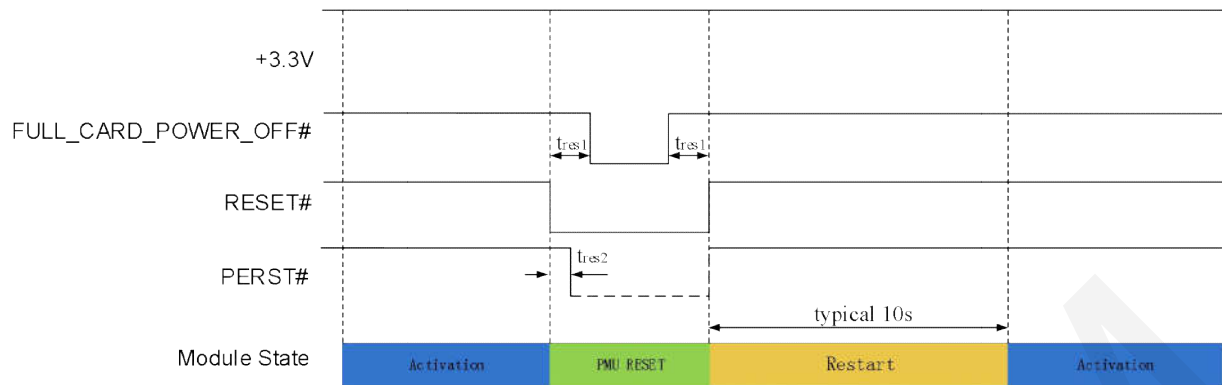 +3.3V
FULL_CARD_POWER_OFF#
tres1 tres1
RESET#
tres2
PERST#
typical 10s
Module State
Activation PMU RESET Restart Activation